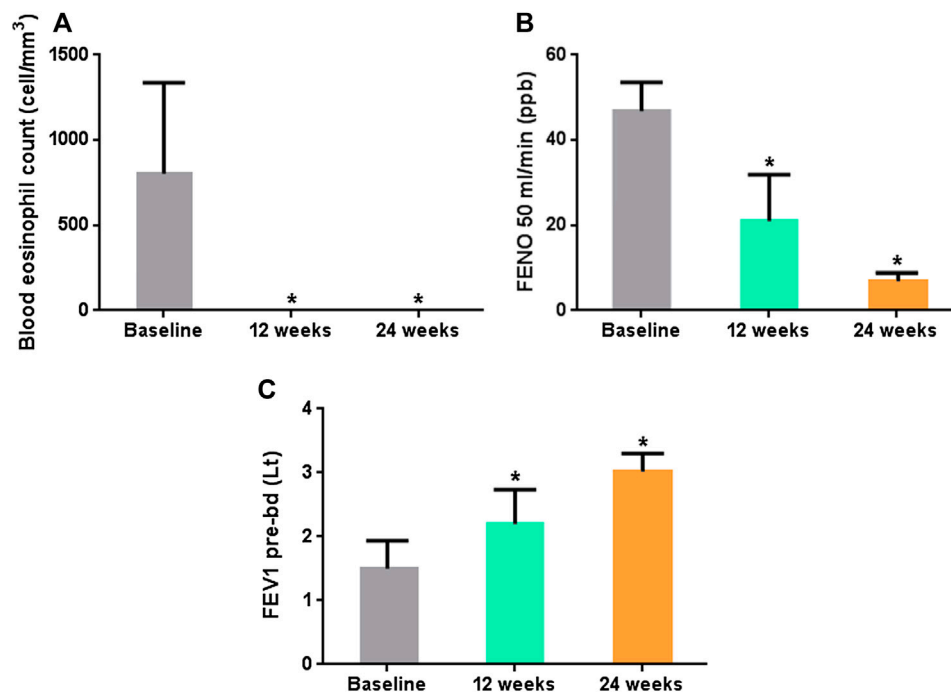 A
Blood eosinophil count (cell/mm³)
1500
1000
500
0
*
*
Baseline
12 weeks
24 weeks
B
FENO 50 ml/min (ppb)
60
40
20
0
*
*
Baseline
12 weeks
24 weeks
C
FEV1 pre-bd (Lt)
4
3
2
1
0
*
*
Baseline
12 weeks
24 weeks